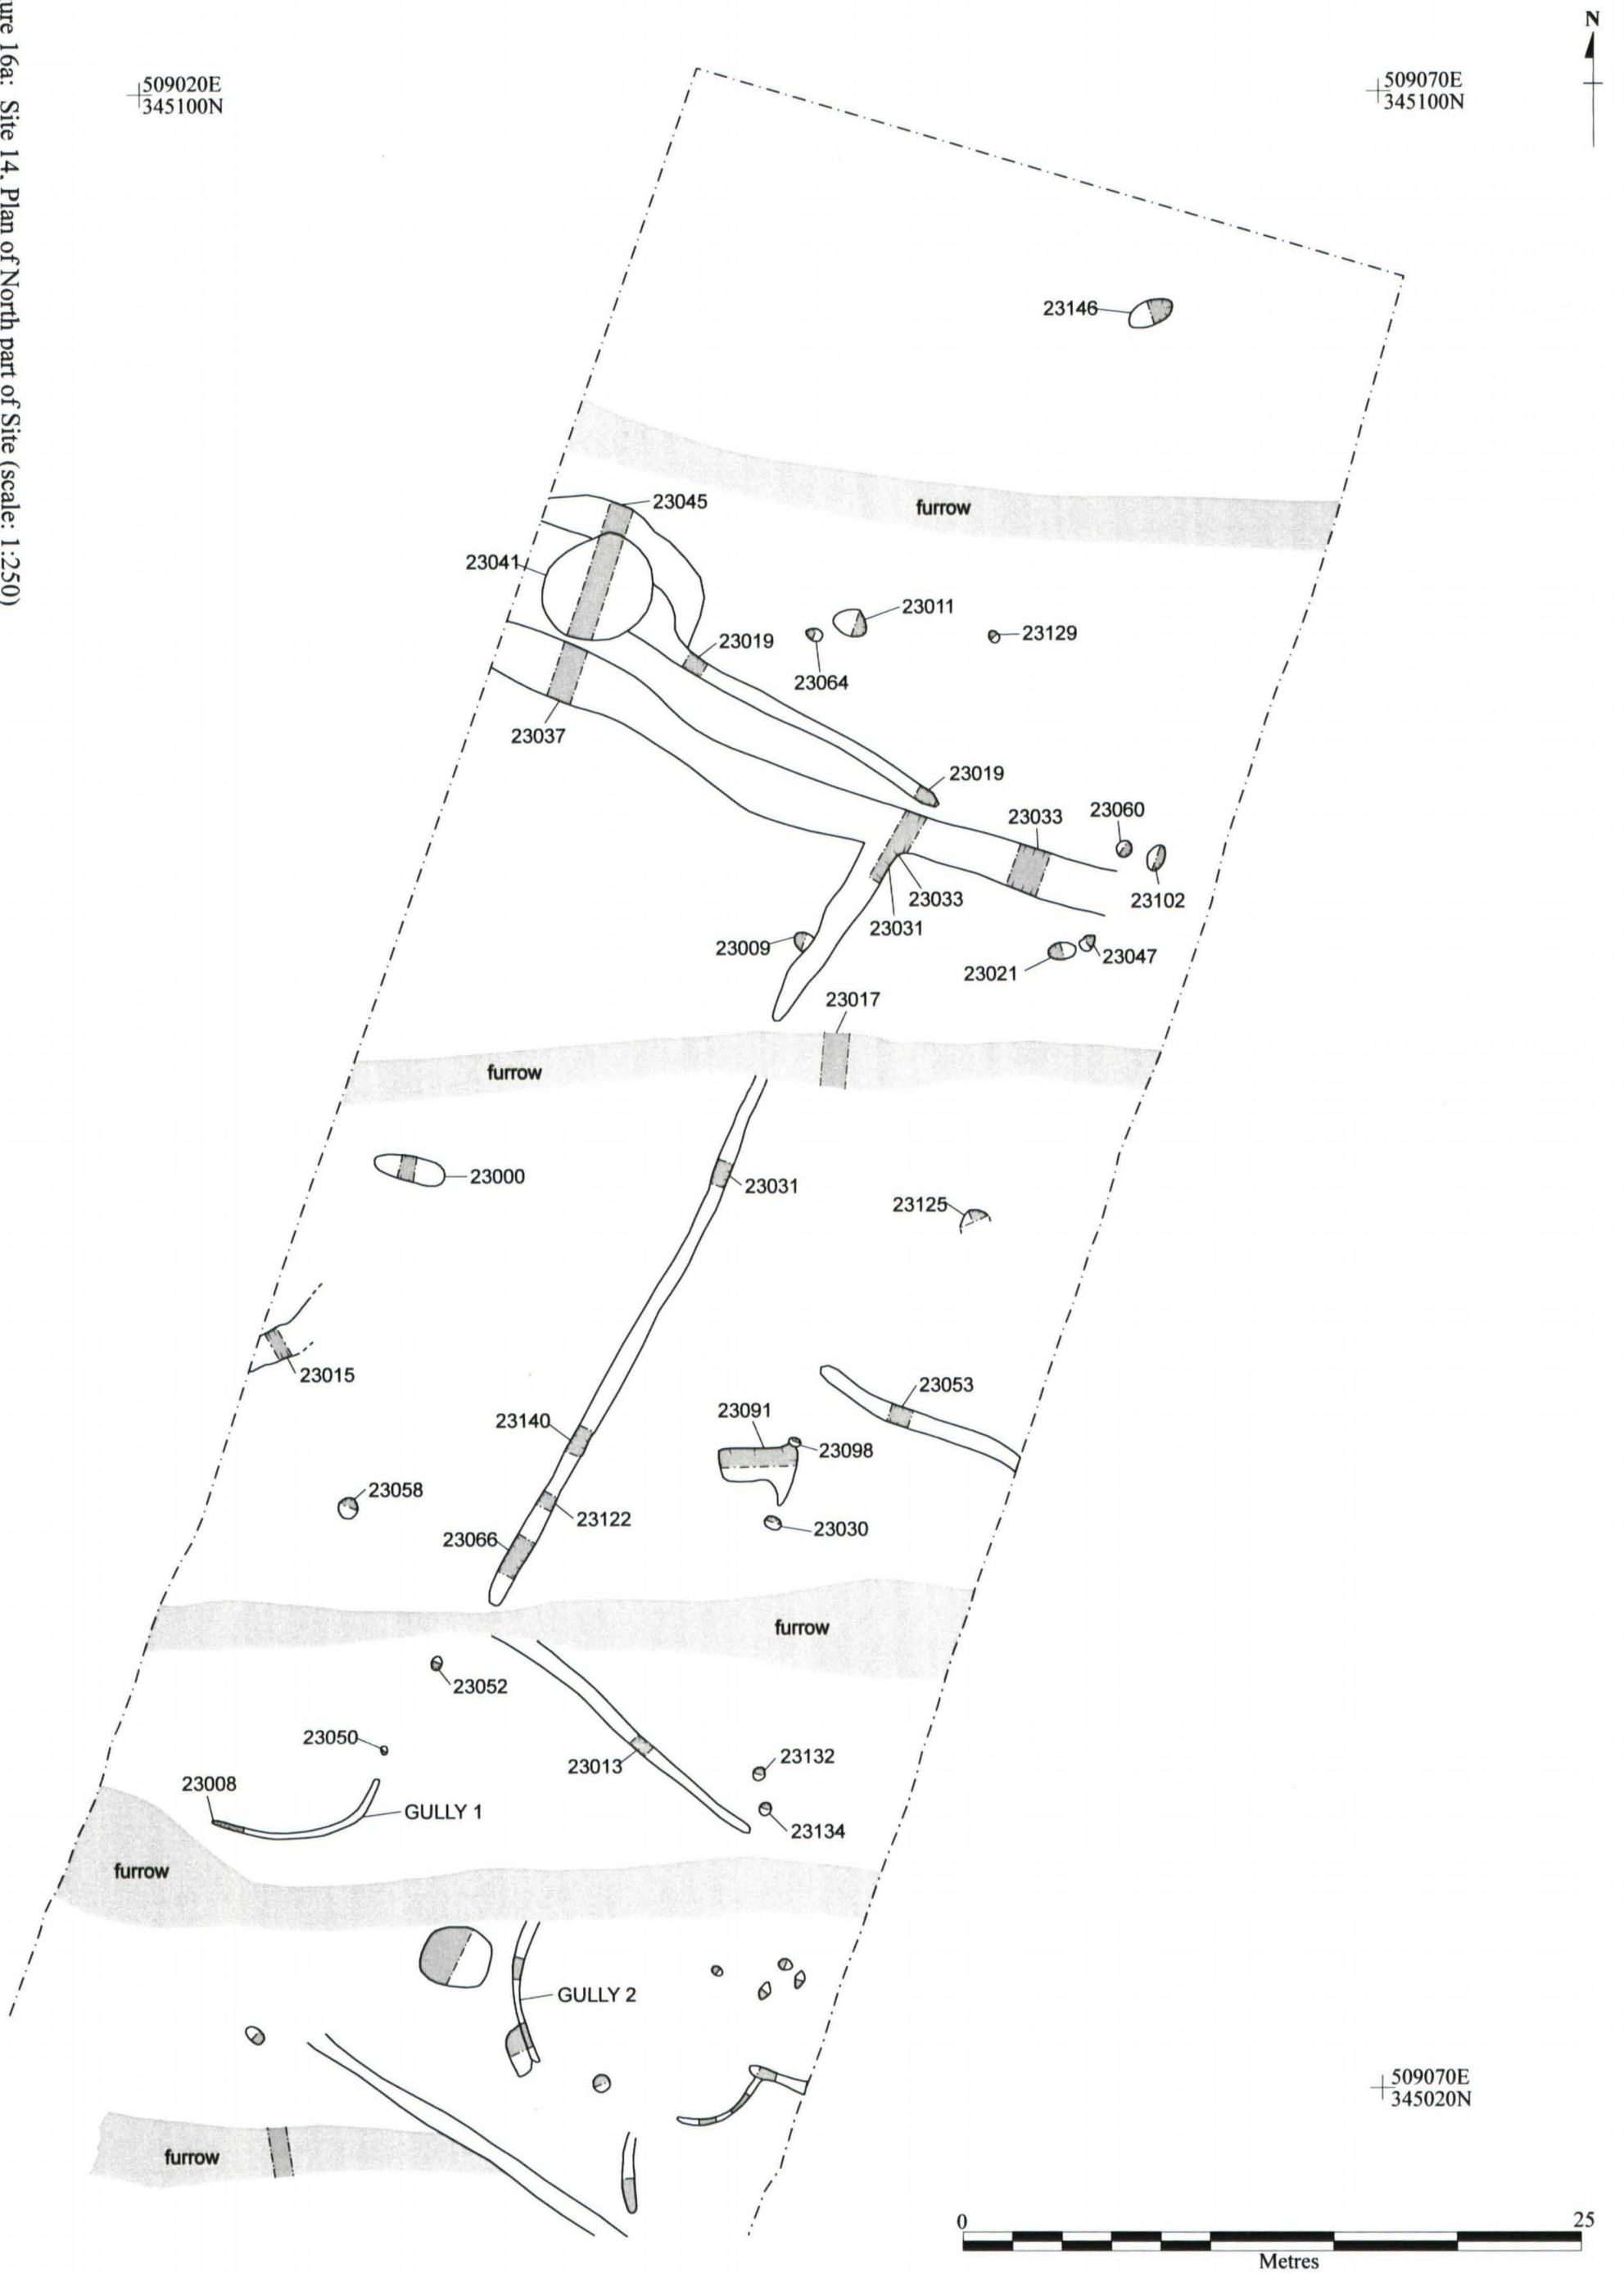 N
509020E
345100N
509070E
345100N
23146
furrow
23045
23041
23011
23129
23019
23064
23037
23019
23033
23060
23102
23033
23031
23009
23047
23021
23017
furrow
23000
23031
23125
23015
23053
23140
23091
23098
23058
23122
23030
23066
furrow
23052
23050
23013
23132
23008
GULLY 1
23134
furrow
GULLY 2
509070E
345020N
furrow
0
25
Metres
ure 16a: Site 14. Plan of North part of Site (scale: 1:250)